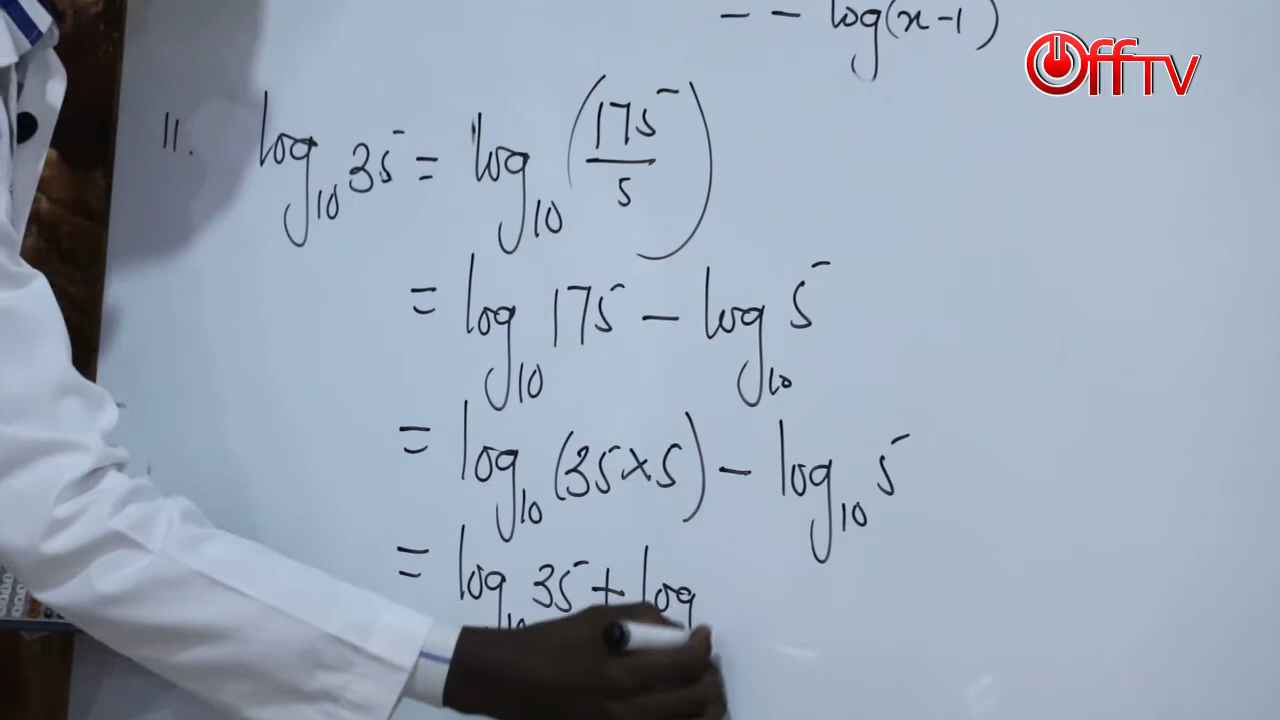 - - log(x-1)
OFFTV
11. log₁₀ 35 = log₁₀ (175/5)
= log₁₀ 175 - log₁₀ 5
= log₁₀ (35×5) - log₁₀ 5
= log₁₀ 35 + log